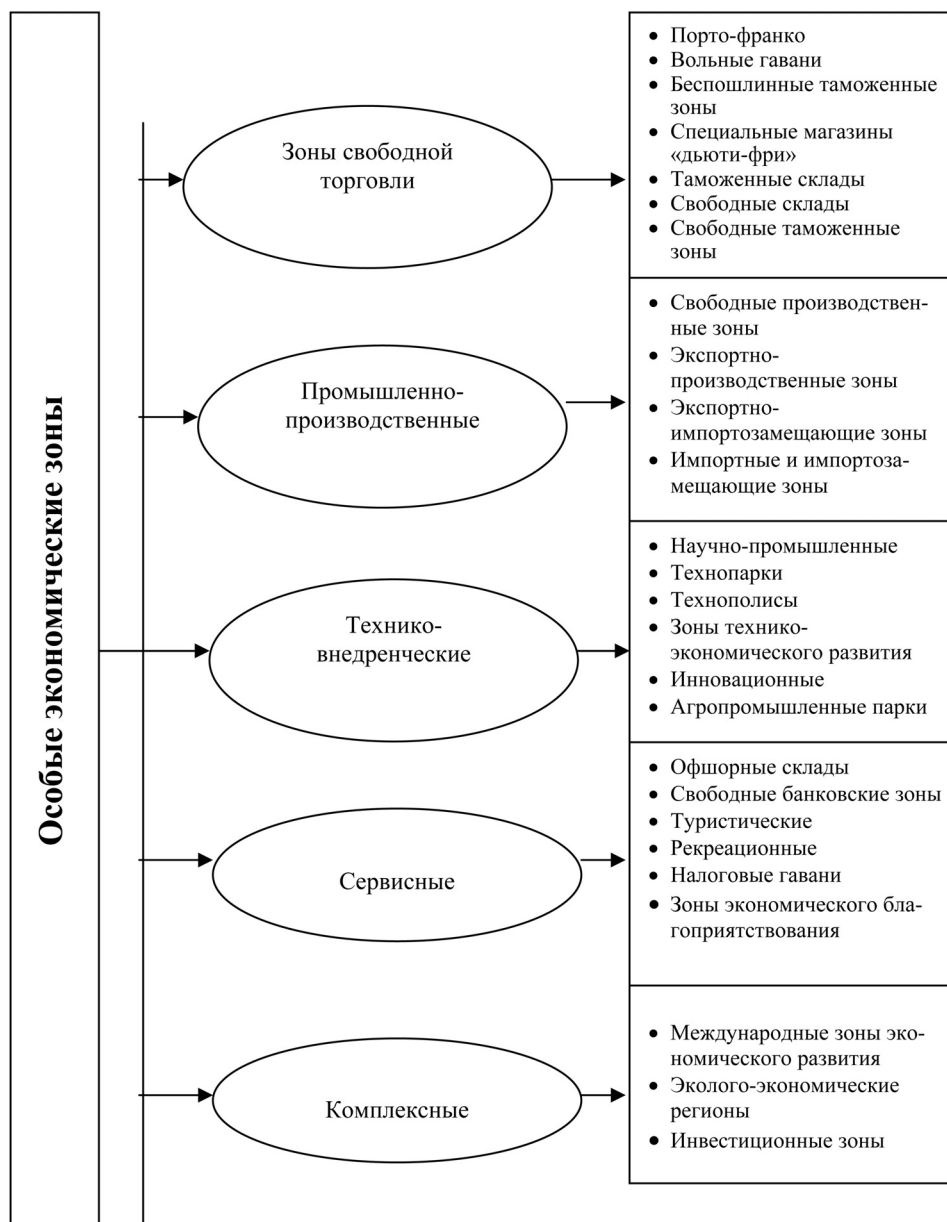 Особые экономические зоны
Зоны свободной
торговли
• Порто-франко
• Вольные гавани
• Беспошлинные таможенные
зоны
• Специальные магазины
«дьюти-фри»
• Таможенные склады
• Свободные склады
• Свободные таможенные
зоны
Промышленно-
производственные
• Свободные производствен-
ные зоны
• Экспортно-
производственные зоны
• Экспортно-
импортозамещающие зоны
• Импортные и импортоза-
мещающие зоны
Технико-
внедренческие
• Научно-промышленные
• Технопарки
• Технополисы
• Зоны технико-
экономического развития
• Инновационные
• Агропромышленные парки
Сервисные
• Офшорные склады
• Свободные банковские зоны
• Туристические
• Рекреационные
• Налоговые гавани
• Зоны экономического бла-
гоприятствования
Комплексные
• Международные зоны эко-
номического развития
• Эколого-экономические
регионы
• Инвестиционные зоны